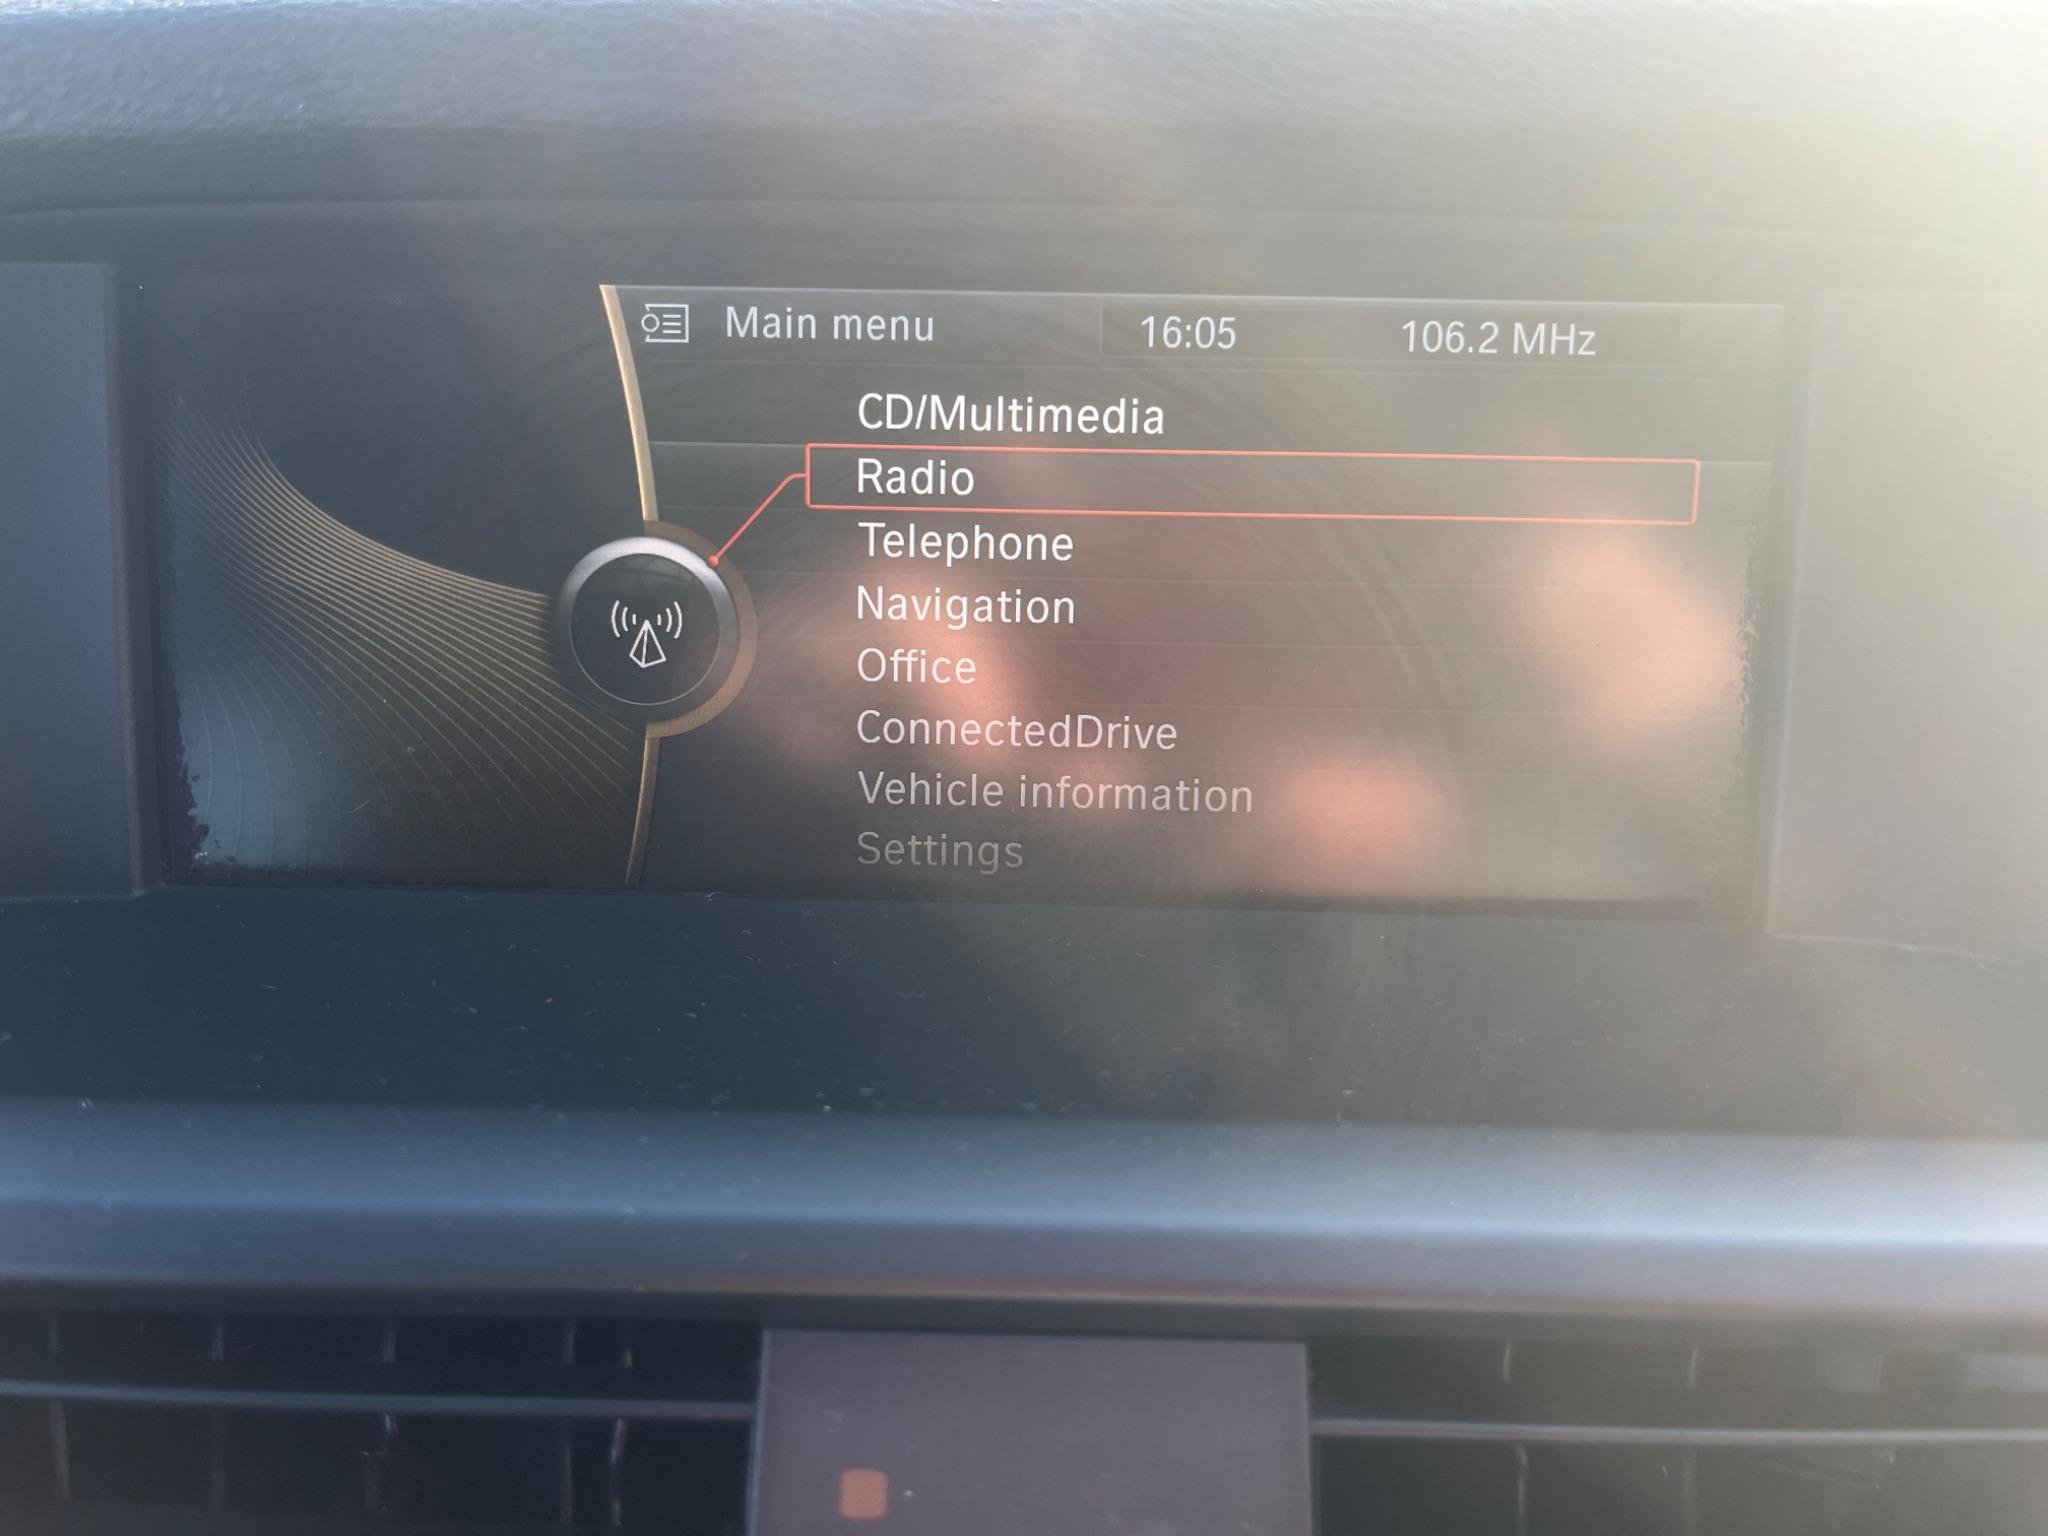 Main menu 16:05 106.2 MHz
CD/Multimedia
Radio
Telephone
Navigation
Office
ConnectedDrive
Vehicle information
Settings